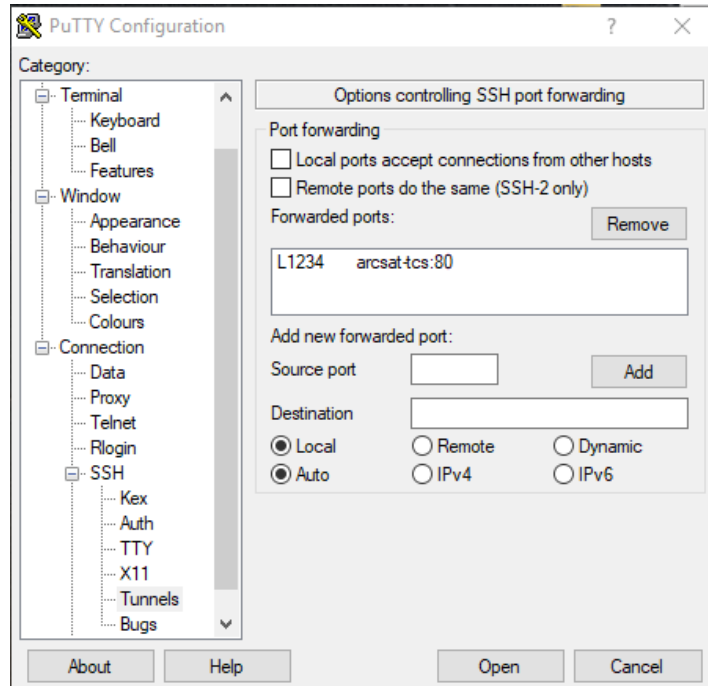 PuTTY Configuration
?
Category:
Terminal
Keyboard
Bell
Features
Window
Appearance
Behaviour
Translation
Selection
Colours
Connection
Data
Proxy
Telnet
Rlogin
SSH
Kex
Auth
TTY
X11
Tunnels
Bugs
Options controlling SSH port forwarding
Port forwarding
Local ports accept connections from other hosts
Remote ports do the same (SSH-2 only)
Forwarded ports:
Remove
L1234 arcsat-tcs:80
Add new forwarded port:
Source port
Add
Destination
Local Remote Dynamic
Auto IPv4 IPv6
About Help Open Cancel